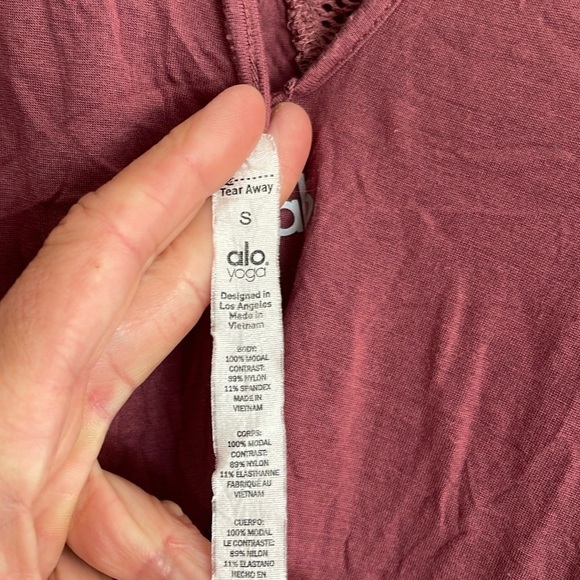 Tear Away
S
alo
yoga
Designed in
Los Angeles
Made in
Vietnam
BODY:
100% MODAL
CONTRAST:
89% NYLON
11% SPANDEX
MADE IN
VIETNAM
CORPS:
100% MODAL
CONTRAST:
89% NYLON
11% ELASTHANNE
FABRIQUÉ AU
VIETNAM
CUERPO:
100% MODAL
LE CONTRASTE:
89% NILON
11% ELASTANO
HECHO EN